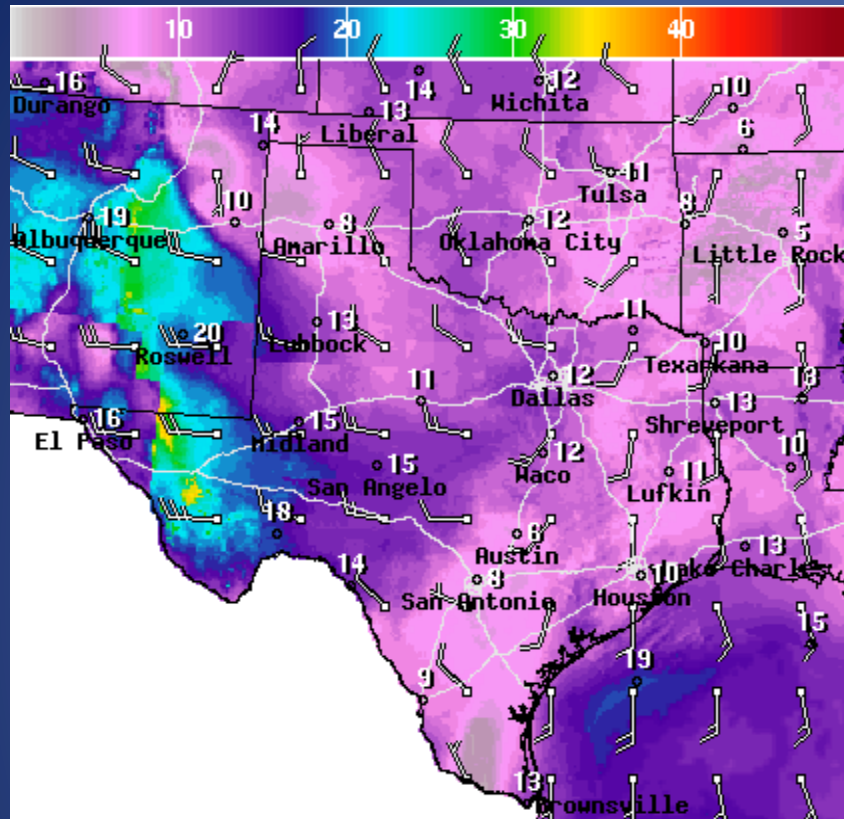 10 20 30 40
16 14 12 10
Durango Wichita
13
Liberal
14 6
11
Tulsa
19 10 8 12 8 5
Albuquerque Amarillo Oklahoma City Little Rock
20 13 11
Roswell Lubbock 10
Texarkana
11 12 13
Dallas
16 15 13
El Paso Midland Shreveport
15 12 11 10
San Angelo Waco Lufkin
18 6 13
Austin
14 8 10
San Antonio Houston
15
9 19
13
Brownsville